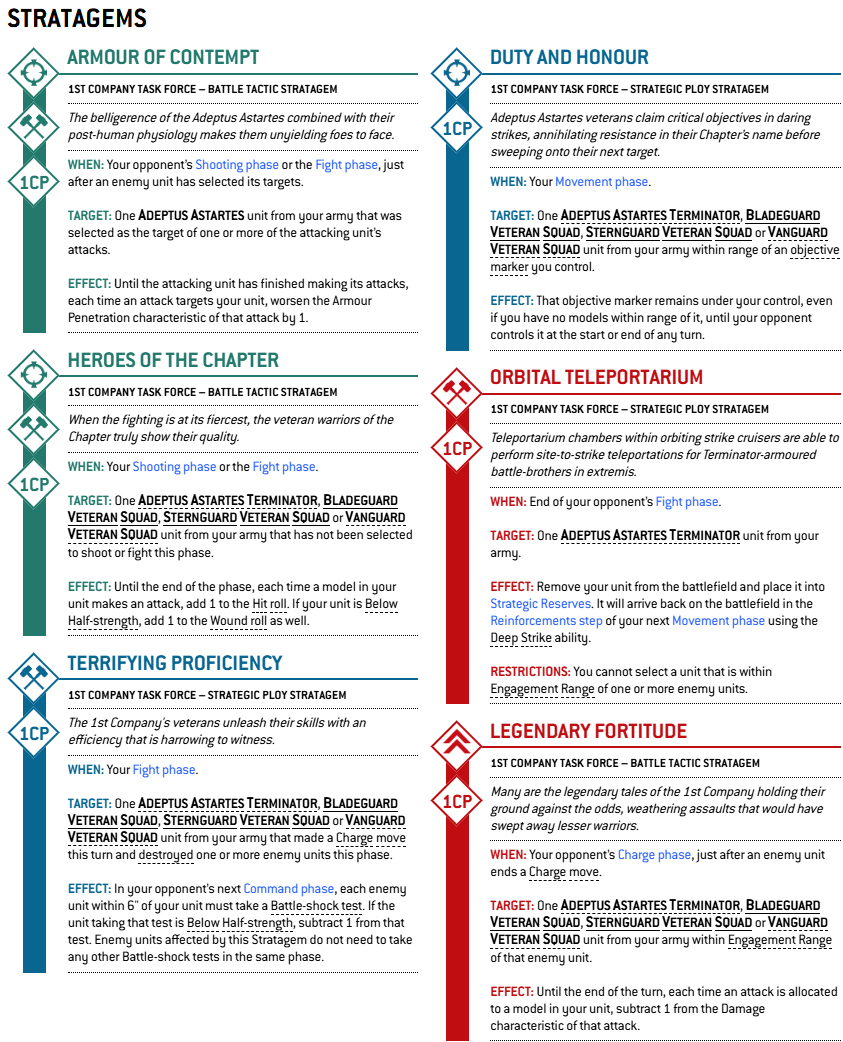 STRATAGEMS
ARMOUR OF CONTEMPT
1ST COMPANY TASK FORCE – BATTLE TACTIC STRATAGEM
The belligerence of the Adeptus Astartes combined with their
post-human physiology makes them unyielding foes to face.
1CP
WHEN: Your opponent's Shooting phase or the Fight phase, just
after an enemy unit has selected its targets.
TARGET: One ADEPTUS ASTARTES unit from your army that was
selected as the target of one or more of the attacking unit's
attacks.
EFFECT: Until the attacking unit has finished making its attacks,
each time an attack targets your unit, worsen the Armour
Penetration characteristic of that attack by 1.
HEROES OF THE CHAPTER
1ST COMPANY TASK FORCE – BATTLE TACTIC STRATAGEM
When the fighting is at its fiercest, the veteran warriors of the
Chapter truly show their quality.
1CP
WHEN: Your Shooting phase or the Fight phase.
TARGET: One ADEPTUS ASTARTES TERMINATOR, BLADEGUARD
VETERAN SQUAD, STERNGUARD VETERAN SQUAD or VANGUARD
VETERAN SQUAD unit from your army that has not been selected
to shoot or fight this phase.
EFFECT: Until the end of the phase, each time a model in your
unit makes an attack, add 1 to the Hit roll. If your unit is Below
Half-strength, add 1 to the Wound roll as well.
TERRIFYING PROFICIENCY
1ST COMPANY TASK FORCE – STRATEGIC PLOY STRATAGEM
1CP
The 1st Company's veterans unleash their skills with an
efficiency that is harrowing to witness.
WHEN: Your Fight phase.
TARGET: One ADEPTUS ASTARTES TERMINATOR, BLADEGUARD
VETERAN SQUAD, STERNGUARD VETERAN SQUAD or VANGUARD
VETERAN SQUAD unit from your army that made a Charge move
this turn and destroyed one or more enemy units this phase.
EFFECT: In your opponent's next Command phase, each enemy
unit within 6" of your unit must take a Battle-shock test. If the
unit taking that test is Below Half-strength, subtract 1 from that
test. Enemy units affected by this Stratagem do not need to take
any other Battle-shock tests in the same phase.
DUTY AND HONOUR
1ST COMPANY TASK FORCE – STRATEGIC PLOY STRATAGEM
1CP
Adeptus Astartes veterans claim critical objectives in daring
strikes, annihilating resistance in their Chapter's name before
sweeping onto their next target.
WHEN: Your Movement phase.
TARGET: One ADEPTUS ASTARTES TERMINATOR, BLADEGUARD
VETERAN SQUAD, STERNGUARD VETERAN SQUAD or VANGUARD
VETERAN SQUAD unit from your army within range of an objective
marker you control.
EFFECT: That objective marker remains under your control, even
if you have no models within range of it, until your opponent
controls it at the start or end of any turn.
ORBITAL TELEPORTARIUM
1ST COMPANY TASK FORCE – STRATEGIC PLOY STRATAGEM
1CP
Teleportarium chambers within orbiting strike cruisers are able to
perform site-to-strike teleportations for Terminator-armoured
battle-brothers in extremis.
WHEN: End of your opponent's Fight phase.
TARGET: One ADEPTUS ASTARTES TERMINATOR unit from your
army.
EFFECT: Remove your unit from the battlefield and place it into
Strategic Reserves. It will arrive back on the battlefield in the
Reinforcements step of your next Movement phase using the
Deep Strike ability.
RESTRICTIONS: You cannot select a unit that is within
Engagement Range of one or more enemy units.
LEGENDARY FORTITUDE
1ST COMPANY TASK FORCE – BATTLE TACTIC STRATAGEM
1CP
Many are the legendary tales of the 1st Company holding their
ground against the odds, weathering assaults that would have
swept away lesser warriors.
WHEN: Your opponent's Charge phase, just after an enemy unit
ends a Charge move.
TARGET: One ADEPTUS ASTARTES TERMINATOR, BLADEGUARD
VETERAN SQUAD, STERNGUARD VETERAN SQUAD or VANGUARD
VETERAN SQUAD unit from your army within Engagement Range
of that enemy unit.
EFFECT: Until the end of the turn, each time an attack is allocated
to a model in your unit, subtract 1 from the Damage
characteristic of that attack.